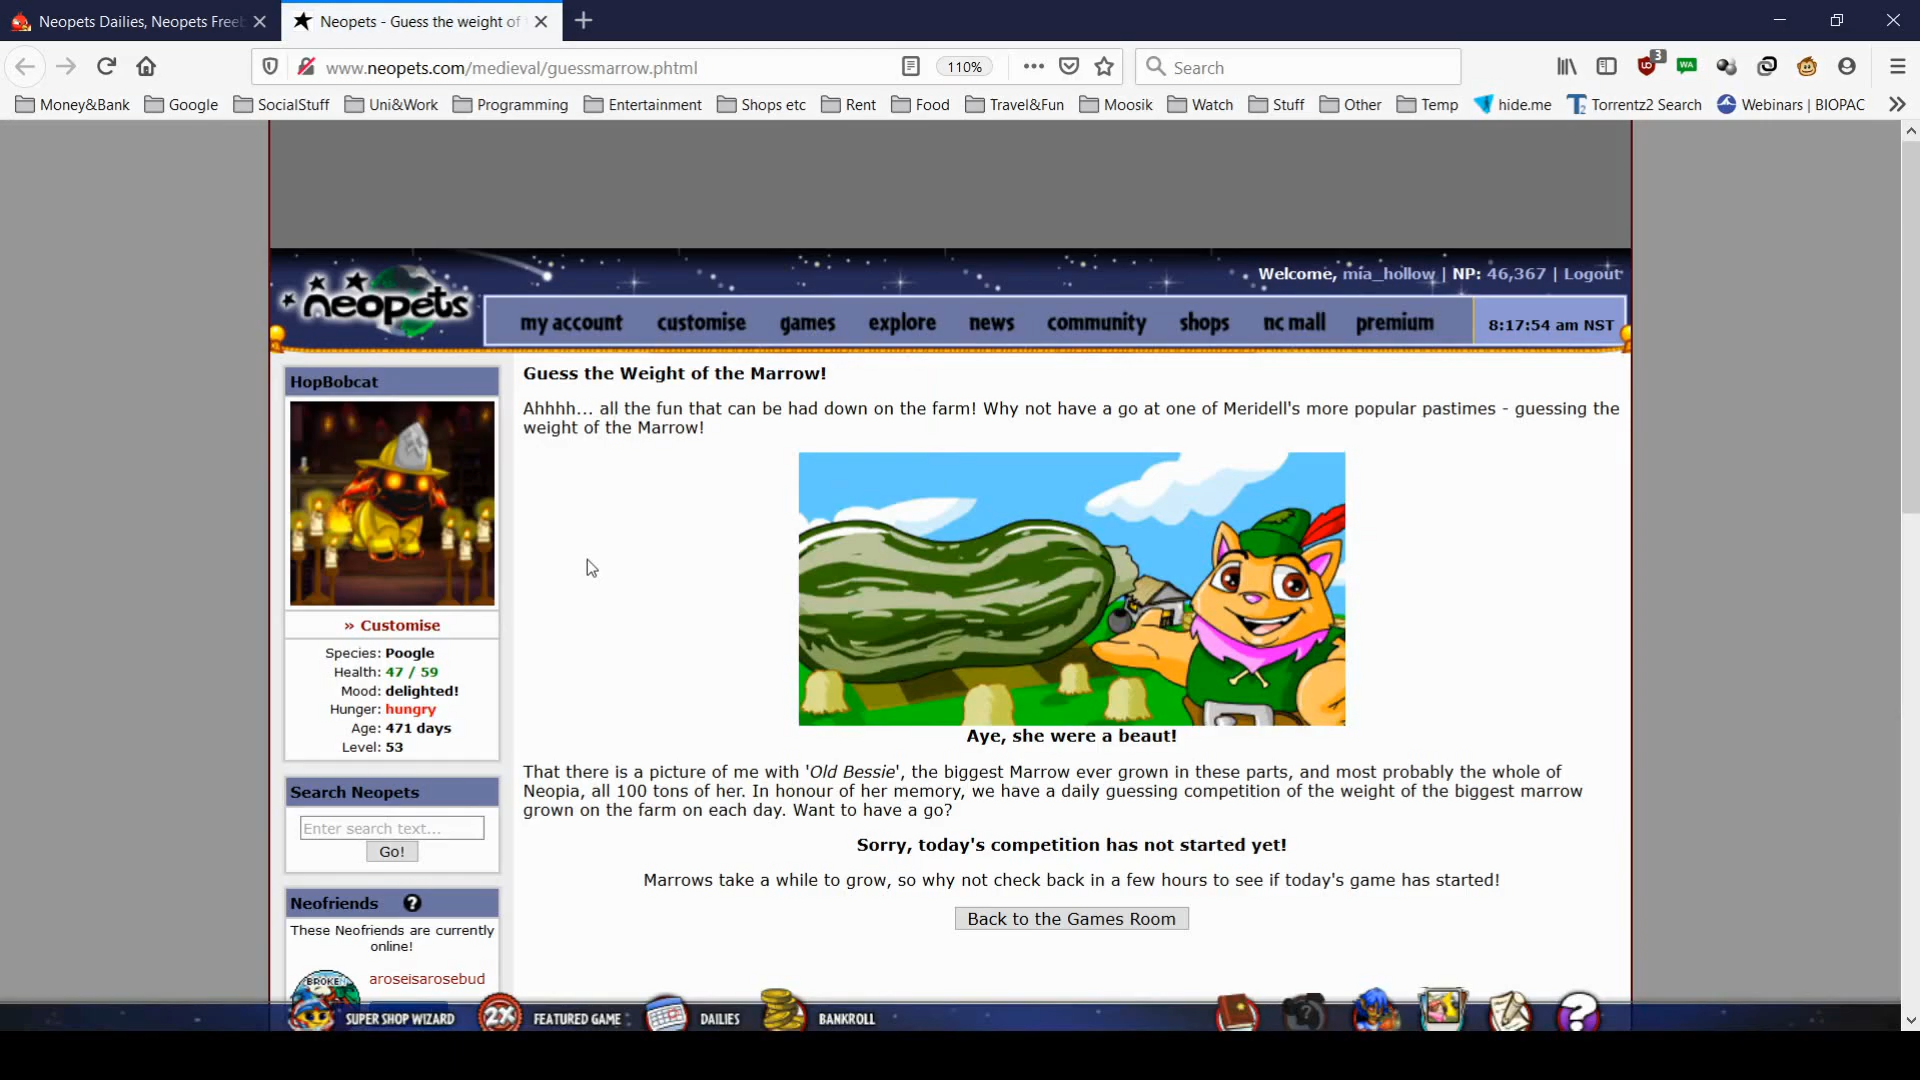 Neopets Dailies, Neopets Freeb
Neopets - Guess the weight of
www.neopets.com/medieval/guessmarrow.phtml
110%
Search
3
Money&Bank
Google
SocialStuff
Uni&Work
Programming
Entertainment
Shops etc
Rent
Food
Travel&Fun
Moosik
Watch
Stuff
Other
Temp
hide.me
Torrentz2 Search
Webinars | BIOPAC
neopets
Welcome, mia_hollow | NP: 46,367 | Logout
my account
customise
games
explore
news
community
shops
nc mall
premium
8:17:54 am NST
HopBobcat
» Customise
Species: Poogle
Health: 47 / 59
Mood: delighted!
Hunger: hungry
Age: 471 days
Level: 53
Search Neopets
Enter search text...
Go!
Neofriends
These Neofriends are currently
online!
BROKEN
aroseisarosebud
Guess the Weight of the Marrow!
Ahhhh... all the fun that can be had down on the farm! Why not have a go at one of Meridell's more popular pastimes - guessing the
weight of the Marrow!
Aye, she were a beaut!
That there is a picture of me with 'Old Bessie', the biggest Marrow ever grown in these parts, and most probably the whole of
Neopia, all 100 tons of her. In honour of her memory, we have a daily guessing competition of the weight of the biggest marrow
grown on the farm on each day. Want to have a go?
Sorry, today's competition has not started yet!
Marrows take a while to grow, so why not check back in a few hours to see if today's game has started!
Back to the Games Room
SUPER SHOP WIZARD
2X
FEATURED GAME
DAILIES
BANKROLL
?